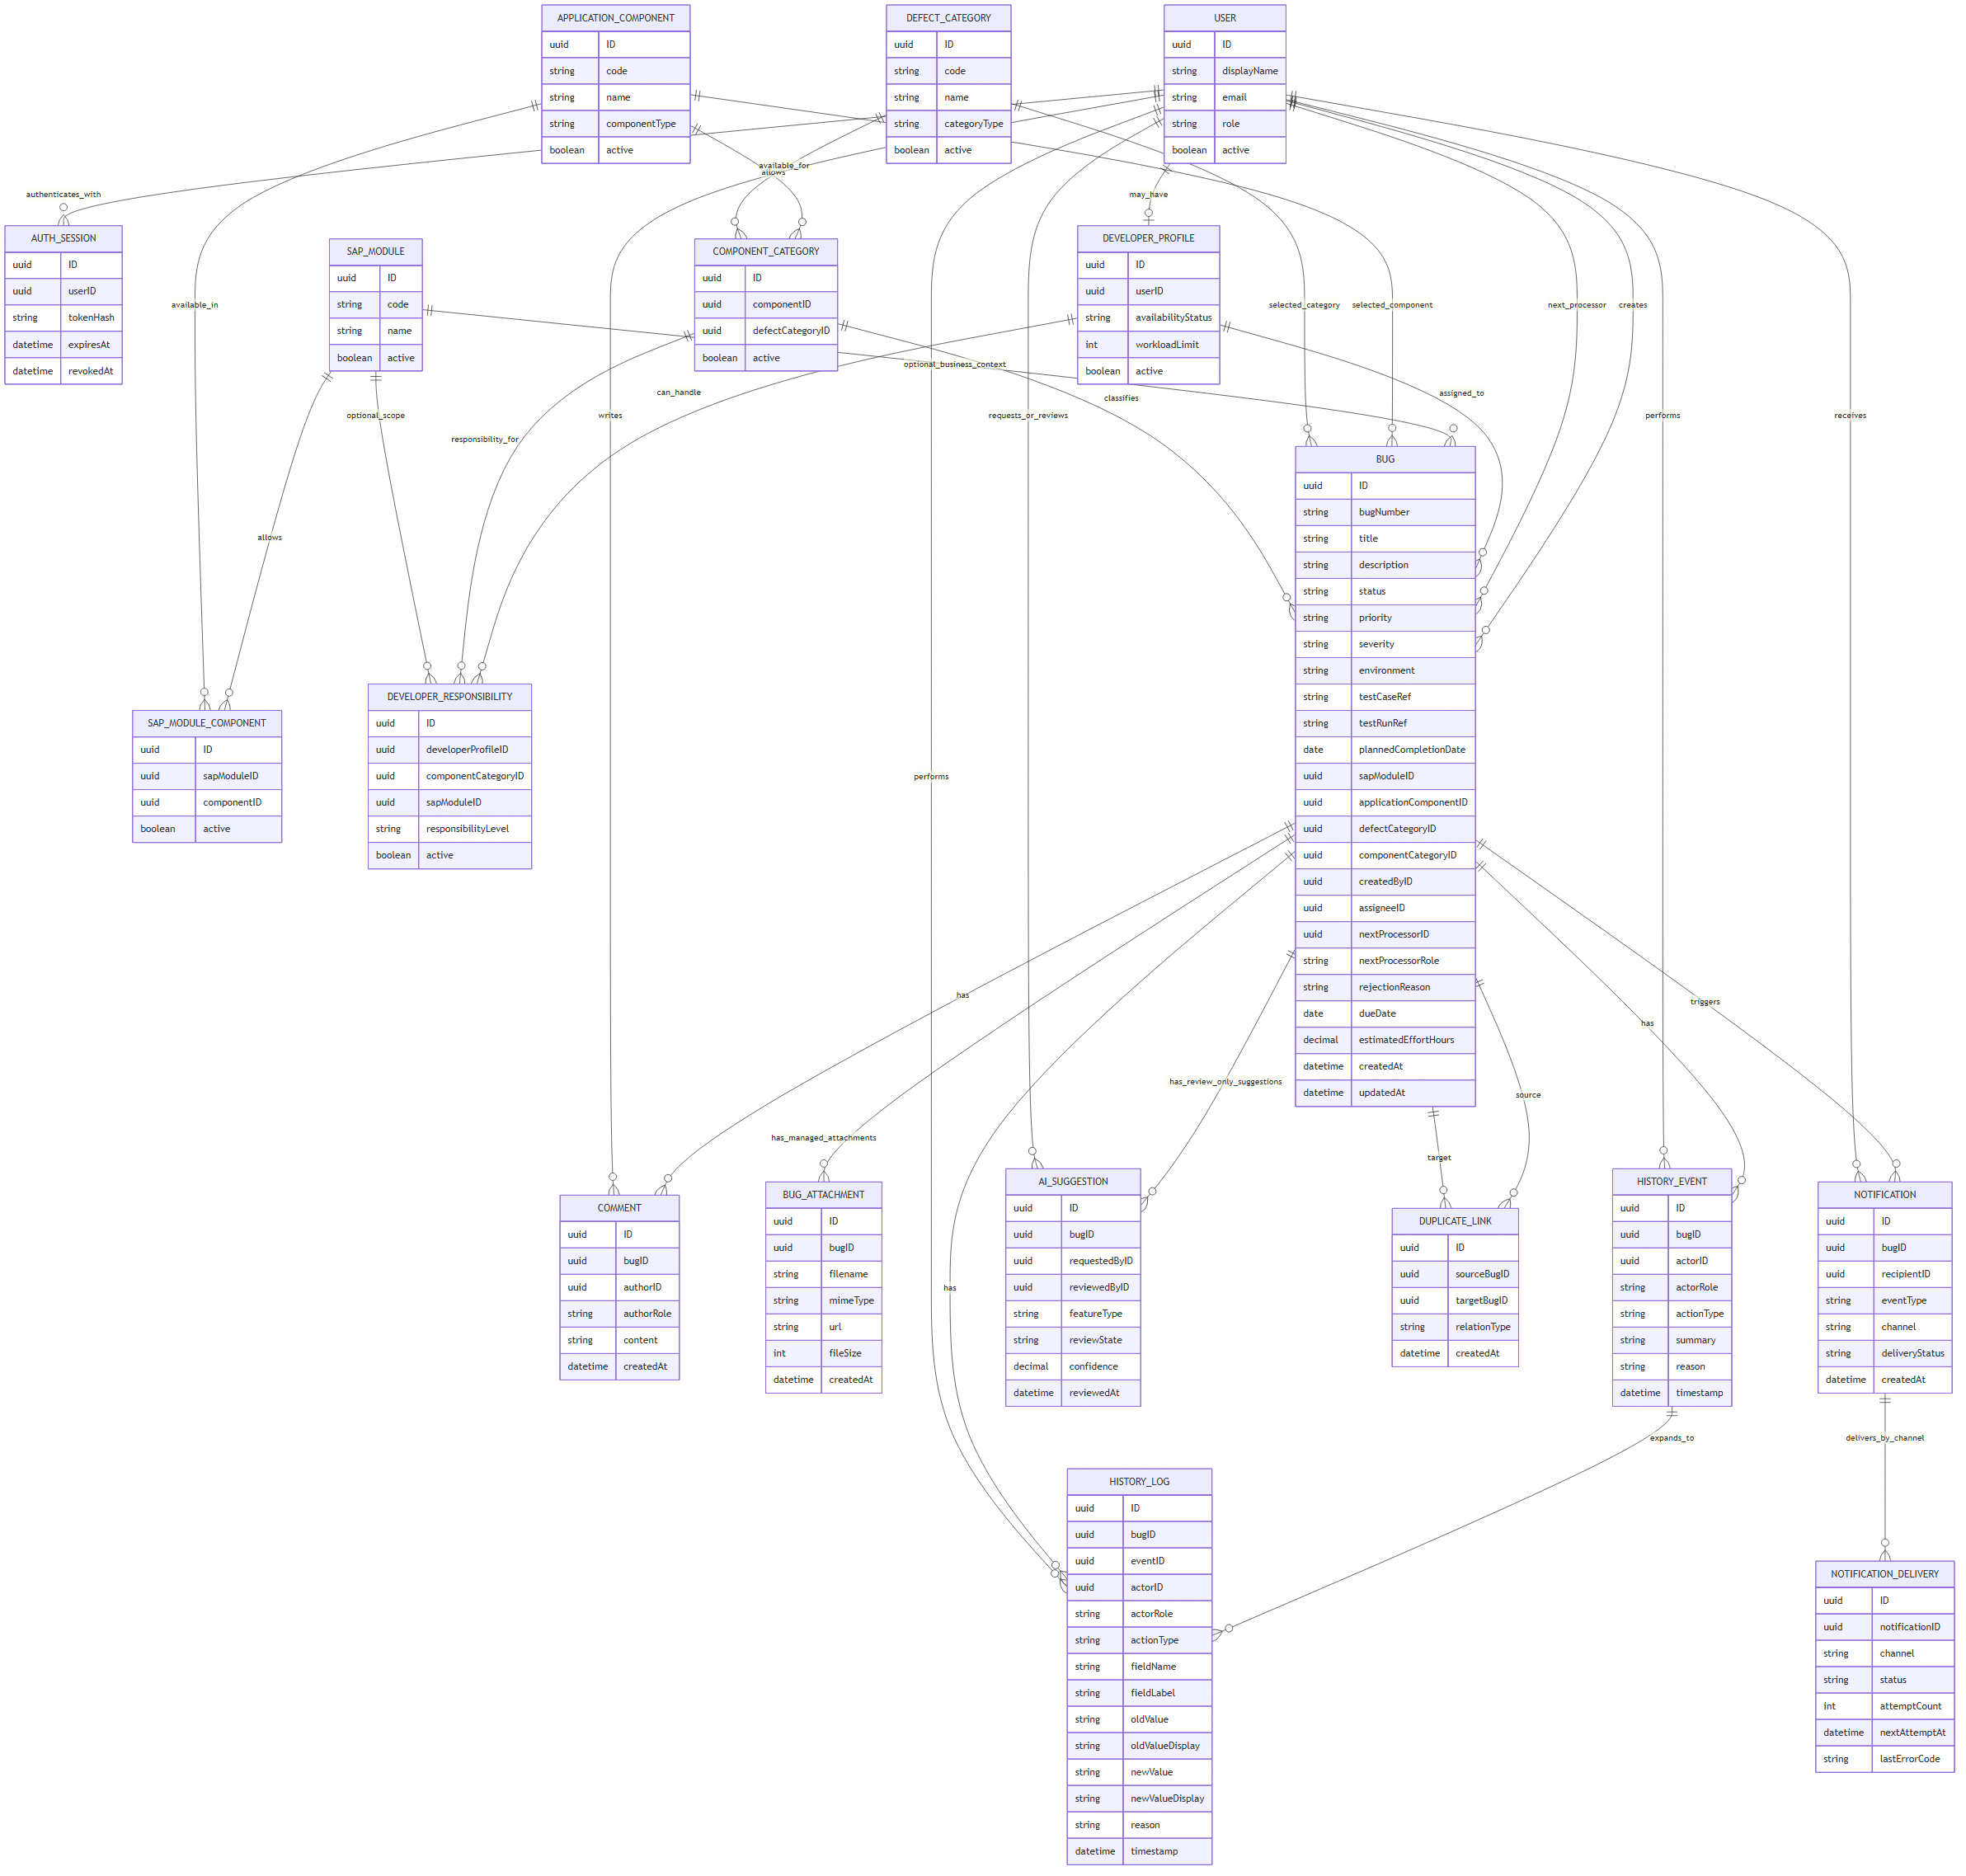 APPLICATION_COMPONENT
uuid ID
string code
string name
string componentType
boolean active
DEFECT_CATEGORY
uuid ID
string code
string name
string categoryType
boolean active
USER
uuid ID
string displayName
string email
string role
boolean active
available_for
allows
authenticates_with
may_have
AUTH_SESSION
uuid ID
uuid userID
string tokenHash
datetime expiresAt
datetime revokedAt
SAP_MODULE
uuid ID
string code
string name
boolean active
COMPONENT_CATEGORY
uuid ID
uuid componentID
uuid defectCategoryID
boolean active
DEVELOPER_PROFILE
uuid ID
uuid userID
string availabilityStatus
int workloadLimit
boolean active
available_in
selected_category
selected_component
next_processor
creates
optional_business_context
can_handle
classifies
assigned_to
optional_scope
writes
requests_or_reviews
performs
receives
responsibility_for
allows
BUG
uuid ID
string bugNumber
string title
string description
string status
string priority
string severity
string environment
string testCaseRef
string testRunRef
date plannedCompletionDate
uuid sapModuleID
uuid applicationComponentID
uuid defectCategoryID
uuid componentCategoryID
uuid createdByID
uuid assigneeID
uuid nextProcessorID
string nextProcessorRole
string rejectionReason
date dueDate
decimal estimatedEffortHours
datetime createdAt
datetime updatedAt
SAP_MODULE_COMPONENT
uuid ID
uuid sapModuleID
uuid componentID
boolean active
DEVELOPER_RESPONSIBILITY
uuid ID
uuid developerProfileID
uuid componentCategoryID
uuid sapModuleID
string responsibilityLevel
boolean active
performs
has
triggers
has
has_review_only_suggestions
source
has_managed_attachments
target
has
COMMENT
uuid ID
uuid bugID
uuid authorID
string authorRole
string content
datetime createdAt
BUG_ATTACHMENT
uuid ID
uuid bugID
string filename
string mimeType
string url
int fileSize
datetime createdAt
AI_SUGGESTION
uuid ID
uuid bugID
uuid requestedByID
uuid reviewedByID
string featureType
string reviewState
decimal confidence
datetime reviewedAt
DUPLICATE_LINK
uuid ID
uuid sourceBugID
uuid targetBugID
string relationType
datetime createdAt
HISTORY_EVENT
uuid ID
uuid bugID
uuid actorID
string actorRole
string actionType
string summary
string reason
datetime timestamp
NOTIFICATION
uuid ID
uuid bugID
uuid recipientID
string eventType
string channel
string deliveryStatus
datetime createdAt
expands_to
delivers_by_channel
HISTORY_LOG
uuid ID
uuid bugID
uuid eventID
uuid actorID
string actorRole
string actionType
string fieldName
string fieldLabel
string oldValue
string oldValueDisplay
string newValue
string newValueDisplay
string reason
datetime timestamp
NOTIFICATION_DELIVERY
uuid ID
uuid notificationID
string channel
string status
int attemptCount
datetime nextAttemptAt
string lastErrorCode